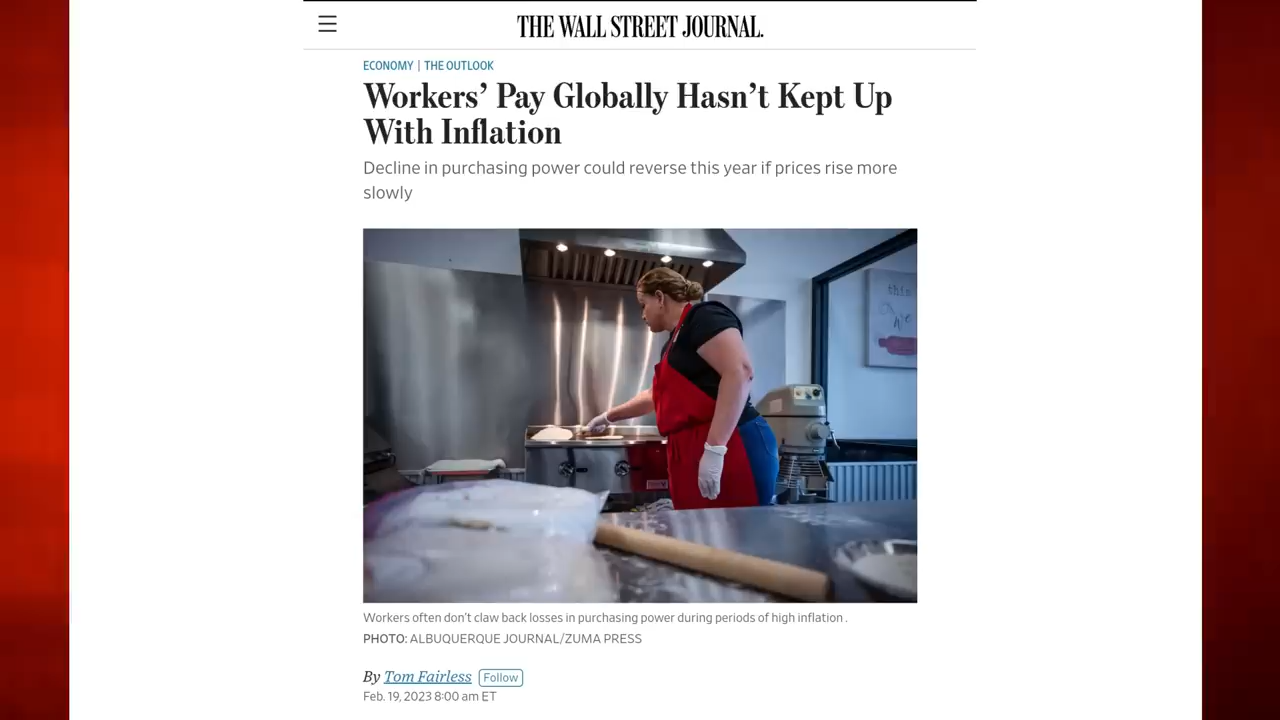 THE WALL STREET JOURNAL.
ECONOMY | THE OUTLOOK
Workers’ Pay Globally Hasn’t Kept Up
With Inflation
Decline in purchasing power could reverse this year if prices rise more
slowly
thin
we
Workers often don’t claw back losses in purchasing power during periods of high inflation .
PHOTO: ALBUQUERQUE JOURNAL/ZUMA PRESS
By Tom Fairless Follow
Feb. 19, 2023 8:00 am ET